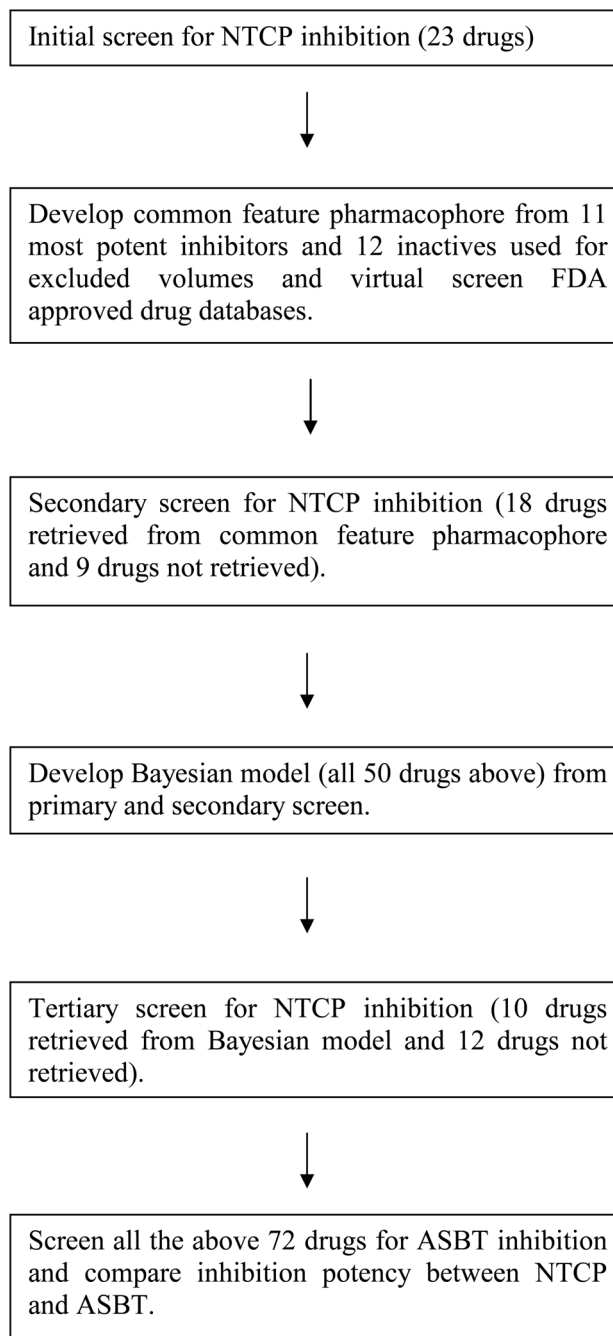 Initial screen for NTCP inhibition (23 drugs)
Develop common feature pharmacophore from 11
most potent inhibitors and 12 inactives used for
excluded volumes and virtual screen FDA
approved drug databases.
Secondary screen for NTCP inhibition (18 drugs
retrieved from common feature pharmacophore
and 9 drugs not retrieved).
Develop Bayesian model (all 50 drugs above) from
primary and secondary screen.
Tertiary screen for NTCP inhibition (10 drugs
retrieved from Bayesian model and 12 drugs not
retrieved).
Screen all the above 72 drugs for ASBT inhibition
and compare inhibition potency between NTCP
and ASBT.